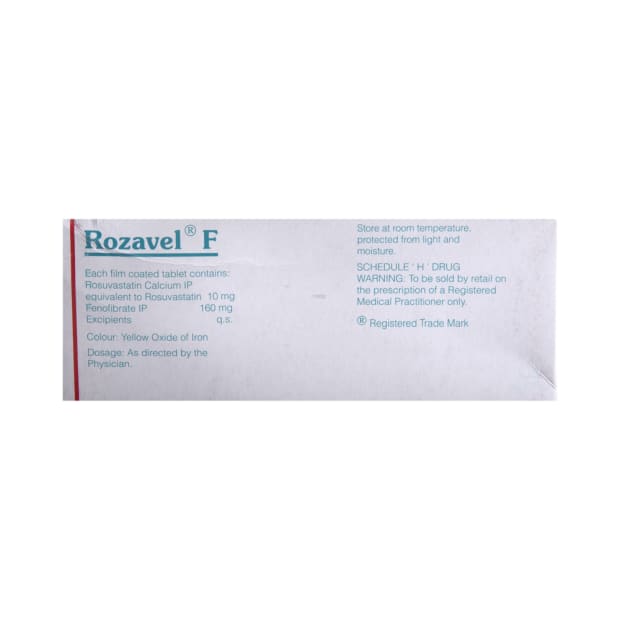 Rozavel® F
Each film coated tablet contains:
Rosuvastatin Calcium IP
equivalent to Rosuvastatin 10 mg
Fenofibrate IP 160 mg
Excipients q.s.
Colour: Yellow Oxide of Iron
Dosage: As directed by the
Physician.
Store at room temperature,
protected from light and
moisture.
SCHEDULE ' H ' DRUG
WARNING: To be sold by retail on
the prescription of a Registered
Medical Practitioner only.
® Registered Trade Mark